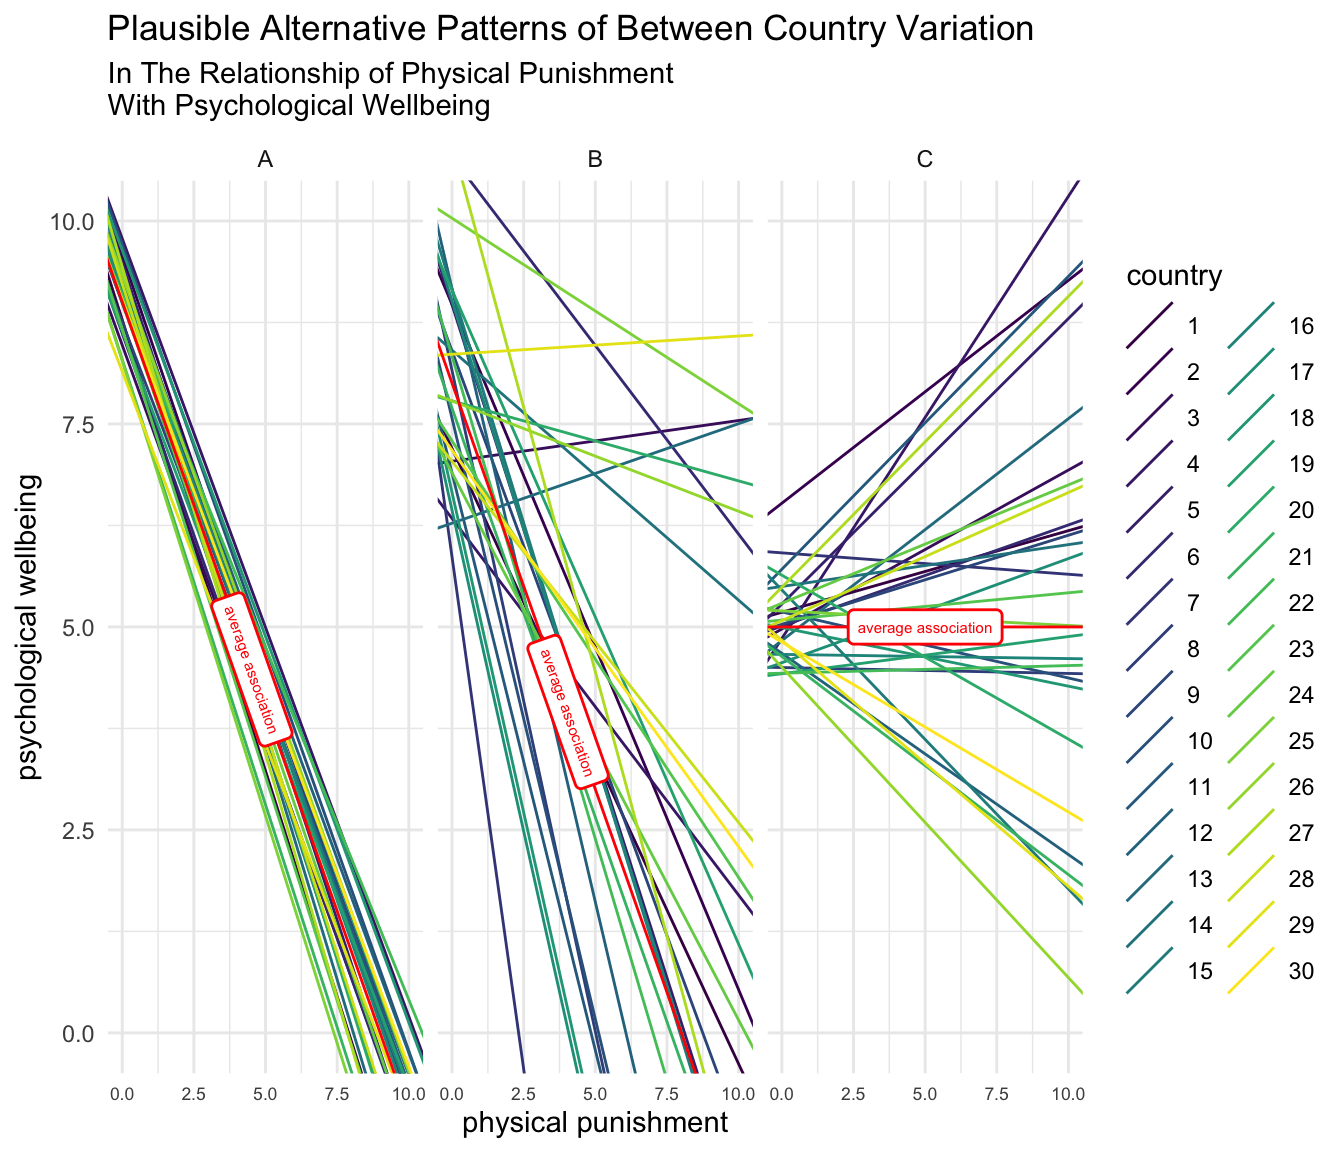 Plausible Alternative Patterns of Between Country Variation
In The Relationship of Physical Punishment
With Psychological Wellbeing
A
B
C
psychological wellbeing
10.0
7.5
5.0
2.5
0.0
average association
average association
average association
0.0 2.5 5.0 7.5 10.0
0.0 2.5 5.0 7.5 10.0
0.0 2.5 5.0 7.5 10.0
physical punishment
country
1
2
3
4
5
6
7
8
9
10
11
12
13
14
15
16
17
18
19
20
21
22
23
24
25
26
27
28
29
30